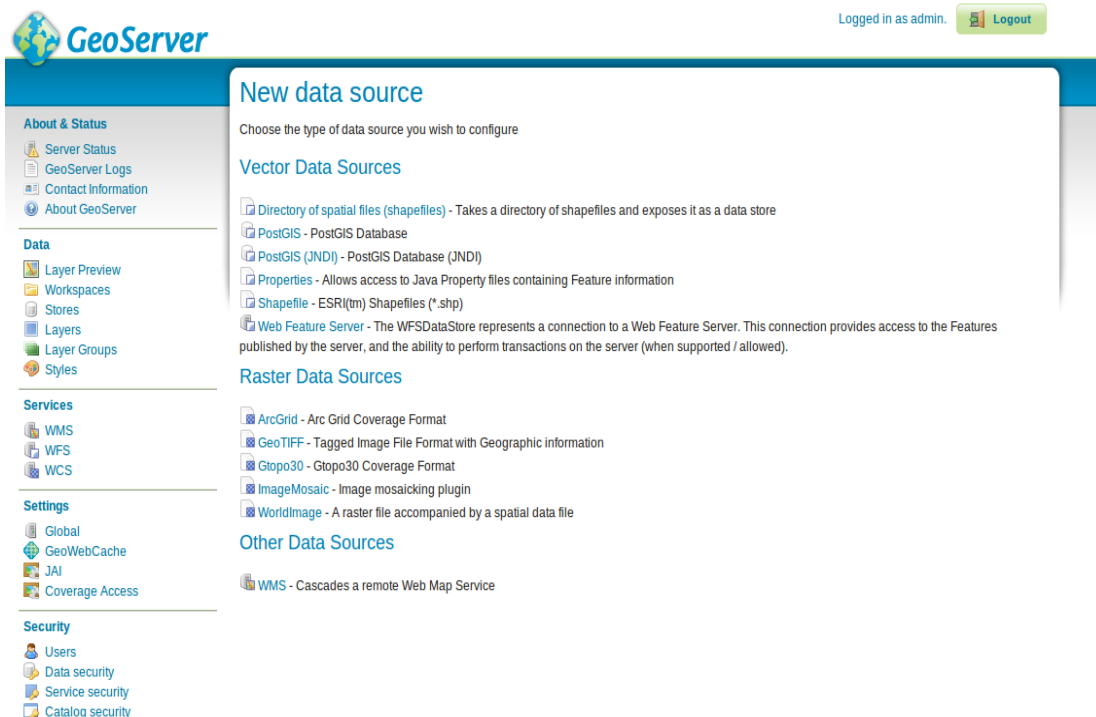 GeoServer
Logged in as admin.
Logout
About & Status
Server Status
GeoServer Logs
Contact Information
About GeoServer
Data
Layer Preview
Workspaces
Stores
Layers
Layer Groups
Styles
Services
WMS
WFS
WCS
Settings
Global
GeoWebCache
JAI
Coverage Access
Security
Users
Data security
Service security
Catalog security
New data source
Choose the type of data source you wish to configure
Vector Data Sources
Directory of spatial files (shapefiles) - Takes a directory of shapefiles and exposes it as a data store
PostGIS - PostGIS Database
PostGIS (JNDI) - PostGIS Database (JNDI)
Properties - Allows access to Java Property files containing Feature information
Shapefile - ESRI(tm) Shapefiles (*.shp)
Web Feature Server - The WFSDataStore represents a connection to a Web Feature Server. This connection provides access to the Features
published by the server, and the ability to perform transactions on the server (when supported / allowed).
Raster Data Sources
ArcGrid - Arc Grid Coverage Format
GeoTIFF - Tagged Image File Format with Geographic information
Gtopo30 - Gtopo30 Coverage Format
ImageMosaic - Image mosaicking plugin
WorldImage - A raster file accompanied by a spatial data file
Other Data Sources
WMS - Cascades a remote Web Map Service